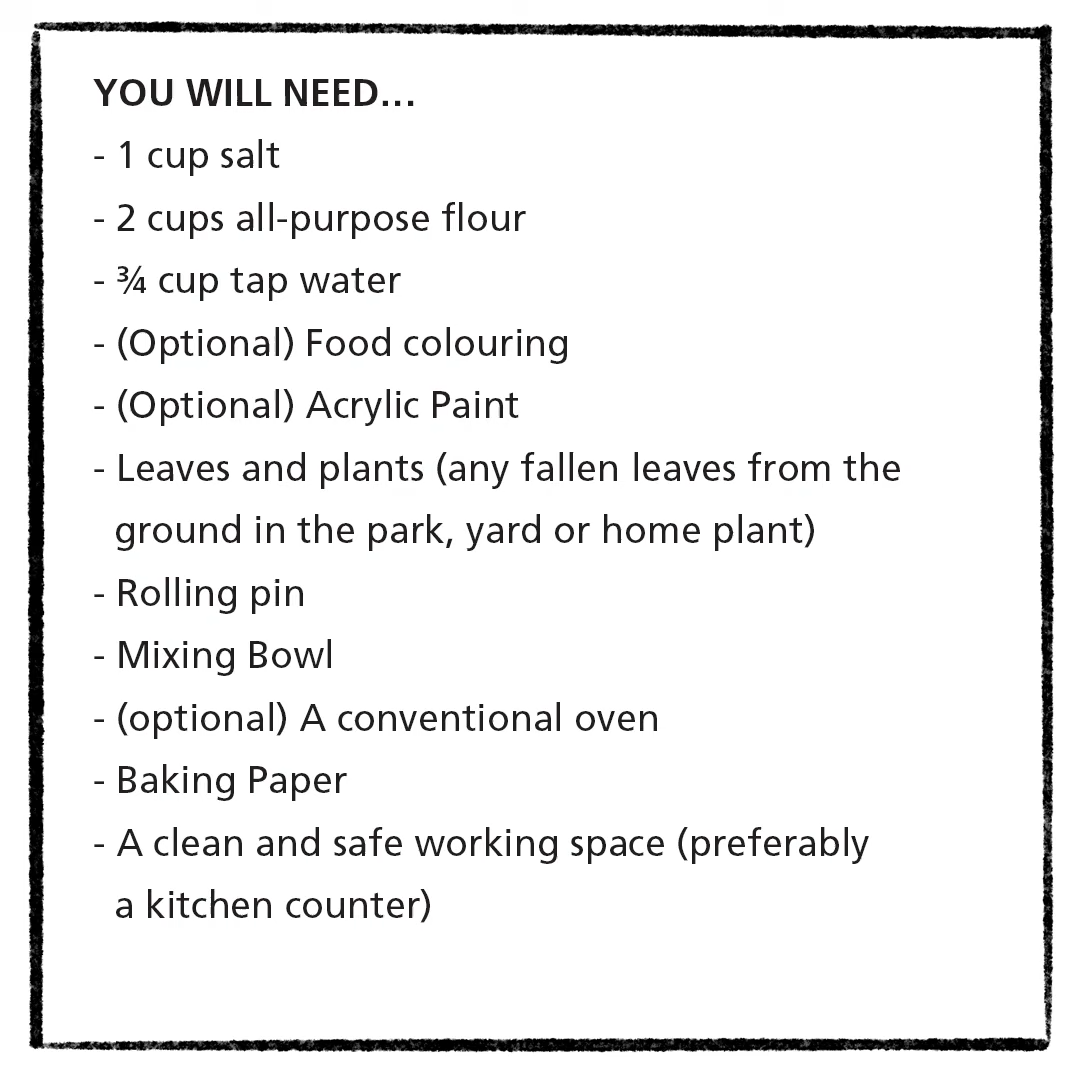 YOU WILL NEED...
- 1 cup salt
- 2 cups all-purpose flour
- ¾ cup tap water
- (Optional) Food colouring
- (Optional) Acrylic Paint
- Leaves and plants (any fallen leaves from the
ground in the park, yard or home plant)
- Rolling pin
- Mixing Bowl
- (optional) A conventional oven
- Baking Paper
- A clean and safe working space (preferably
a kitchen counter)